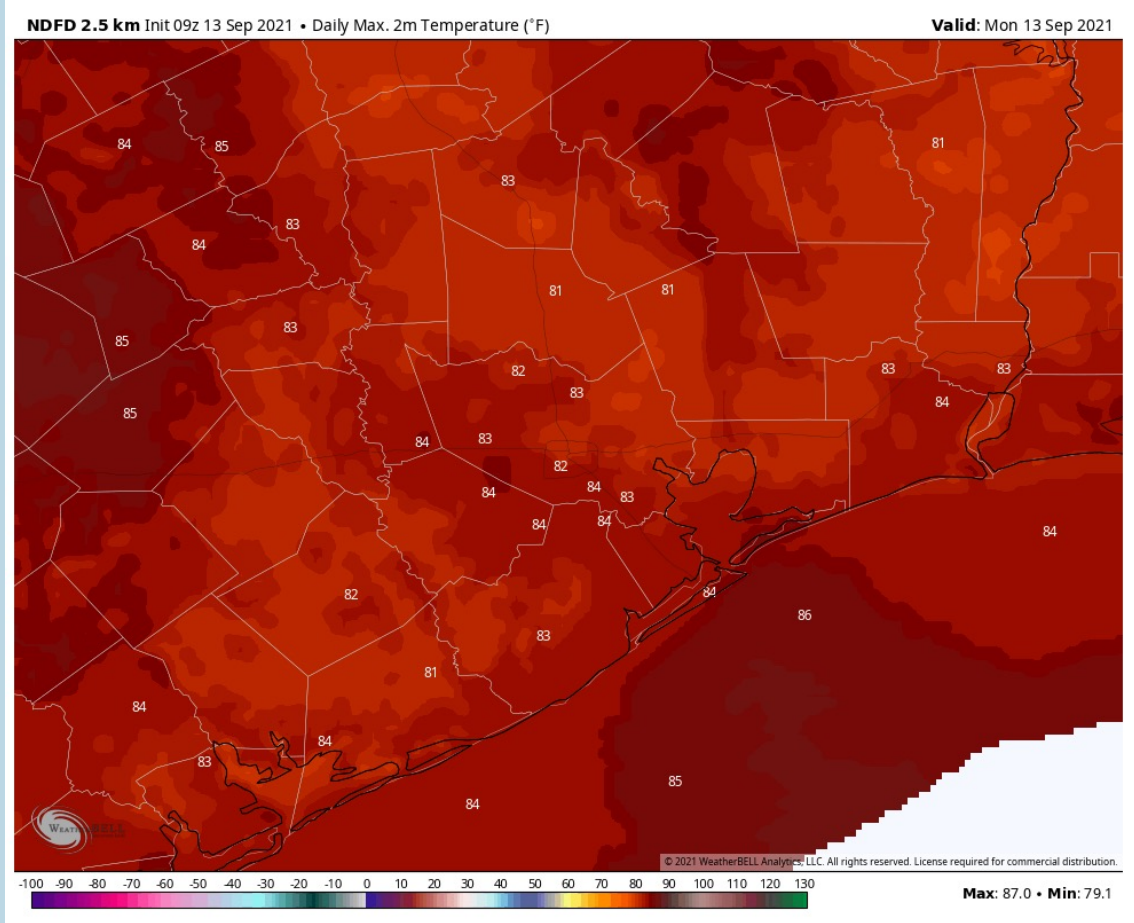 NDFD 2.5 km Init 09z 13 Sep 2021 • Daily Max. 2m Temperature (°F) Valid: Mon 13 Sep 2021
84 85 81
83
83
84
81 81
83
85
82 83 83
83
85 84
84 83
82
84 84 83
84 84
84
82 84
86
83
81
84
84
83
85
84
WEATHERBELL
© 2021 WeatherBELL Analytics, LLC. All rights reserved. License required for commercial distribution.
-100 -90 -80 -70 -60 -50 -40 -30 -20 -10 0 10 20 30 40 50 60 70 80 90 100 110 120 130
Max: 87.0 • Min: 79.1